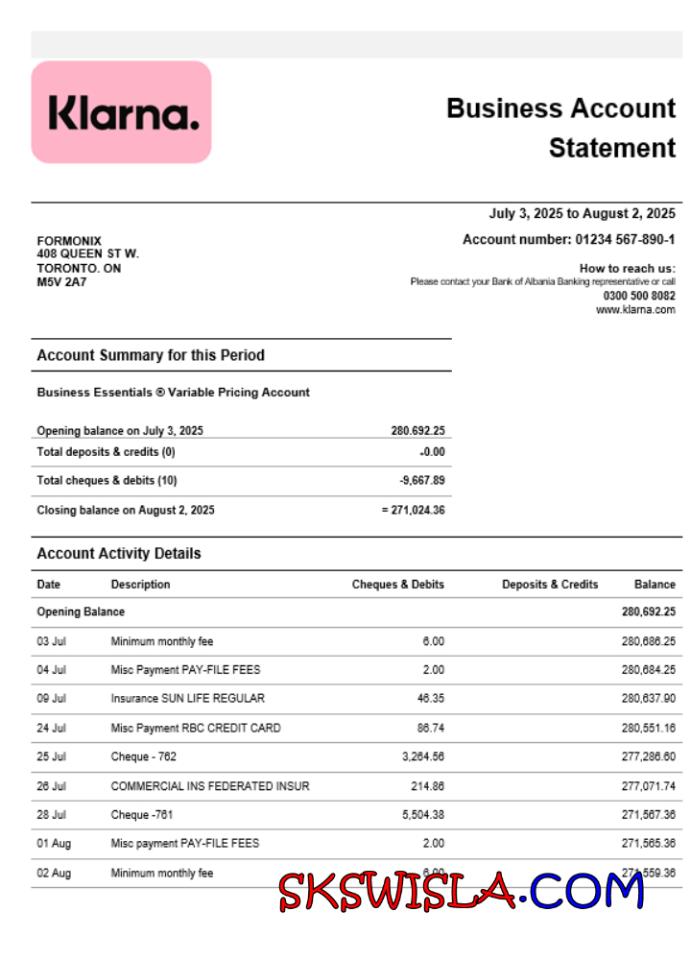 Klarna.
Business Account
Statement
July 3, 2025 to August 2, 2025
Account number: 01234 567-890-1
FORMONIX
408 QUEEN ST W.
TORONTO. ON
M5V 2A7
How to reach us:
Please contact your Bank of Albania Banking representative or call
0300 500 8082
www.klarna.com
Account Summary for this Period
Business Essentials ® Variable Pricing Account
Opening balance on July 3, 2025 280.692.25
Total deposits & credits (0) -0.00
Total cheques & debits (10) -9,667.89
Closing balance on August 2, 2025 = 271,024.36
Account Activity Details
Date Description Cheques & Debits Deposits & Credits Balance
Opening Balance 280,692.25
03 Jul Minimum monthly fee 6.00 280,686.25
04 Jul Misc Payment PAY-FILE FEES 2.00 280,684.25
09 Jul Insurance SUN LIFE REGULAR 46.35 280,637.90
24 Jul Misc Payment RBC CREDIT CARD 86.74 280,551.16
25 Jul Cheque - 762 3,264.56 277,286.60
26 Jul COMMERCIAL INS FEDERATED INSUR 214.86 277,071.74
28 Jul Cheque -761 5,504.38 271,567.36
01 Aug Misc payment PAY-FILE FEES 2.00 271,565.36
02 Aug Minimum monthly fee 6.00 271,559.36
SKSWISLA.COM